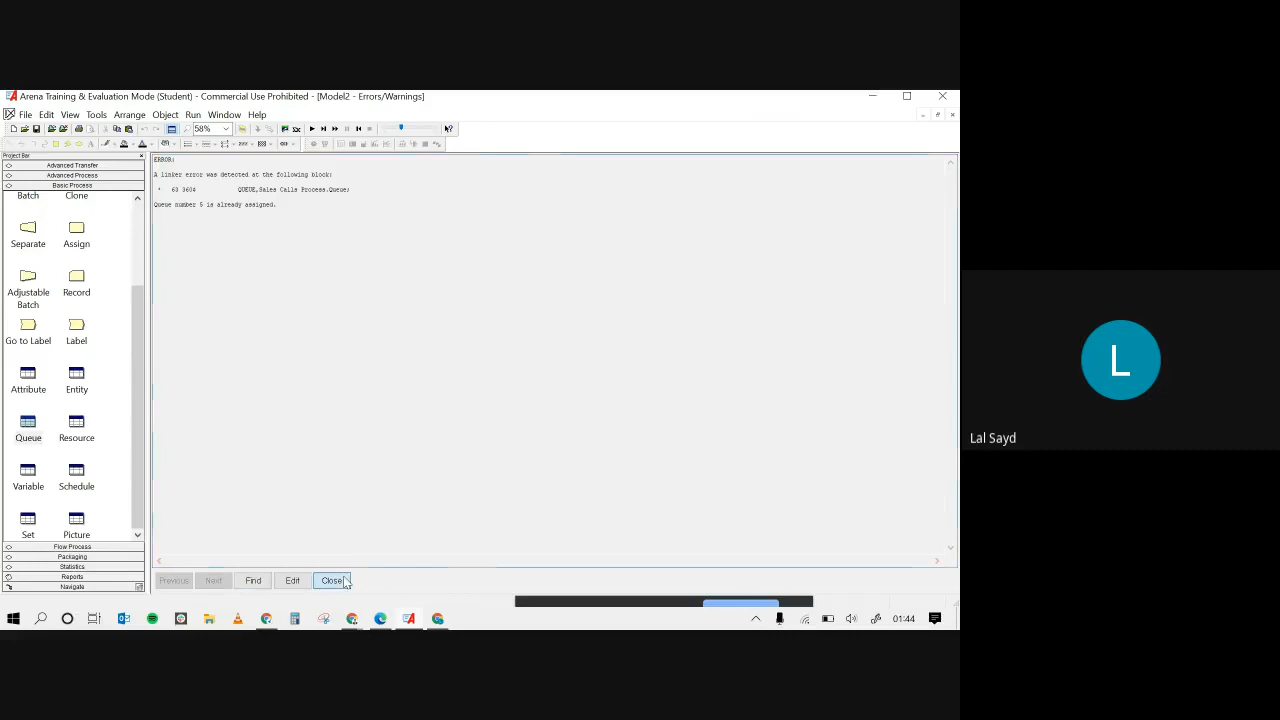 Arena Training & Evaluation Mode (Student) - Commercial Use Prohibited - [Model2 - Errors/Warnings]
File Edit View Tools Arrange Object Run Window Help
58%
Project Bar
Advanced Transfer
Advanced Process
Basic Process
Batch Clone
Separate Assign
Adjustable Batch Record
Go to Label Label
Attribute Entity
Queue Resource
Variable Schedule
Set Picture
Flow Process
Packaging
Statistics
Reports
Navigate
ERROR:
A linker error was detected at the following block:
* 63 360$ QUEUE,Sales Calls Process.Queue;
Queue number 5 is already assigned.
Previous Next Find Edit Close
01:44
L
Lal Sayd